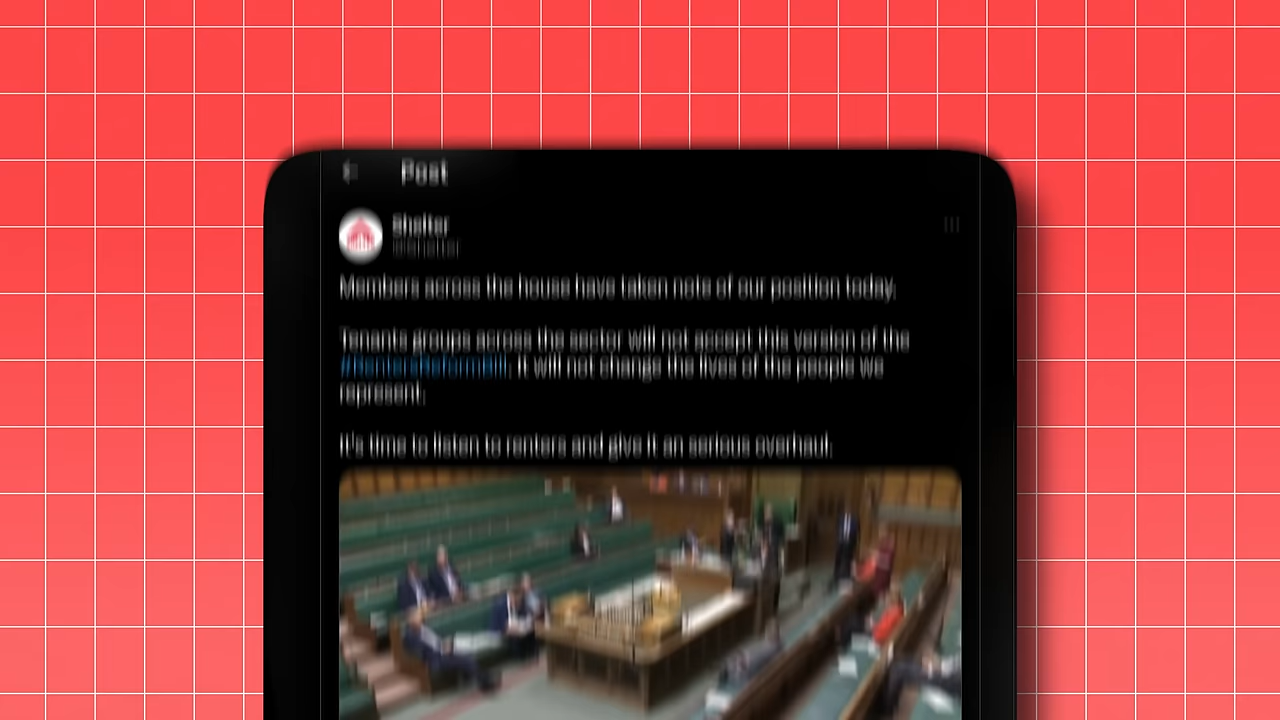 Post
Shelter
Members across the house have taken note of our position today.
Tenants groups across the sector will not accept this version of the
#RentersReformBill. It will not change the lives of the people we
represent.
It's time to listen to renters and give it an serious overhaul.